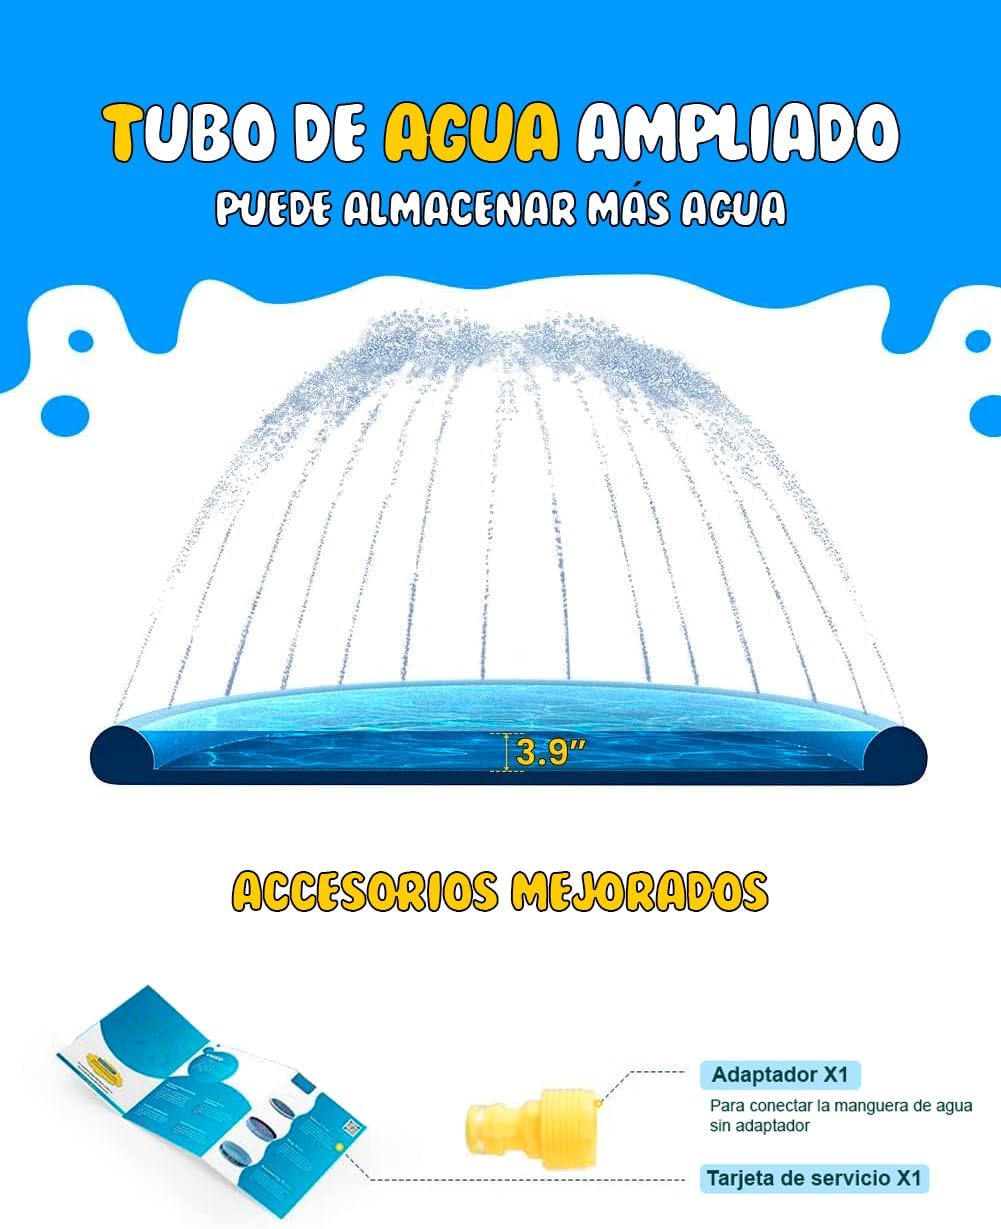 TUBO DE AGUA AMPLIADO
PUEDE ALMACENAR MÁS AGUA
3.9"
ACCESORIOS MEJORADOS
Adaptador X1
Para conectar la manguera de agua
sin adaptador
Tarjeta de servicio X1